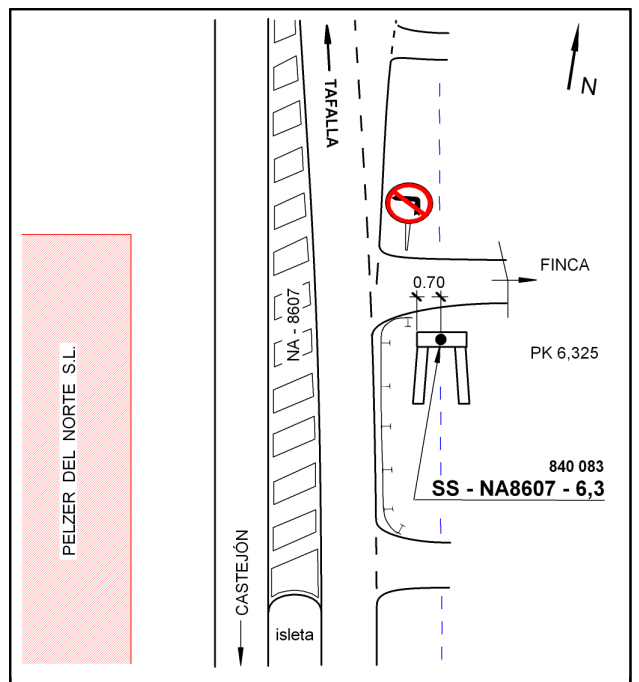 TAFALLA
N
FINCA
0.70
NA - 8607
PK 6,325
PELZER DEL NORTE S.L.
840 083
SS - NA8607 - 6,3
CASTEJÓN
isleta